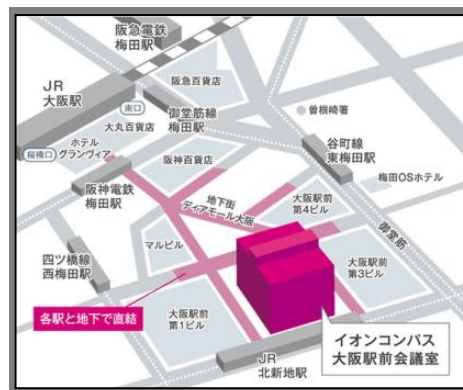 阪急電鉄
梅田駅
JR
大阪駅
阪急百貨店
南口
御堂筋線
梅田駅
大丸百貨店
曽根崎署
桜橋口
ホテル
グランヴィア
阪神百貨店
谷町線
東梅田駅
阪神電鉄
梅田駅
梅田OSホテル
地下街
ディアモール大阪
大阪駅前
第4ビル
御堂筋
マルビル
四ツ橋線
西梅田駅
大阪駅前
第3ビル
各駅と地下で直結
大阪駅前
第1ビル
イオンコンパス
大阪駅前会議室
JR
北新地駅